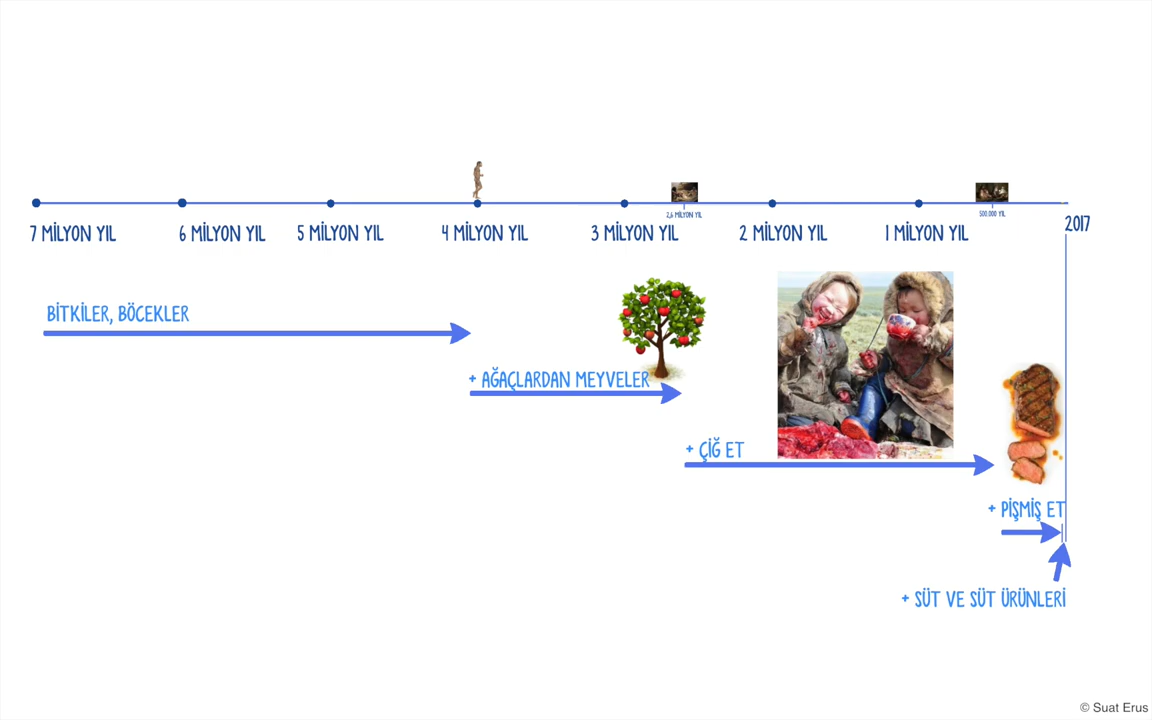 2,6 MİLYON YIL
500.000 YIL
7 MİLYON YIL
6 MİLYON YIL
5 MİLYON YIL
4 MİLYON YIL
3 MİLYON YIL
2 MİLYON YIL
1 MİLYON YIL
2017
BİTKİLER, BÖCEKLER
+ AĞAÇLARDAN MEYVELER
+ ÇİĞ ET
+ PİŞMİŞ ET
+ SÜT VE SÜT ÜRÜNLERİ
© Suat Erus